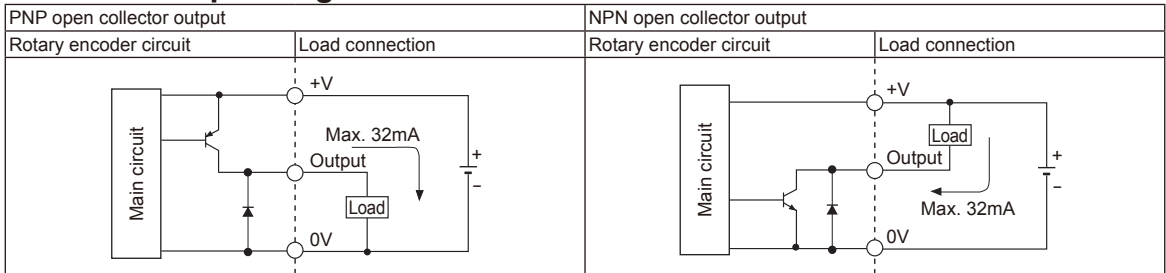 PNP open collector output
Rotary encoder circuit
Load connection
Main circuit
+V
Max. 32mA
Output
Load
0V
+
−
NPN open collector output
Rotary encoder circuit
Load connection
Main circuit
+V
Load
Output
Max. 32mA
0V
+
−